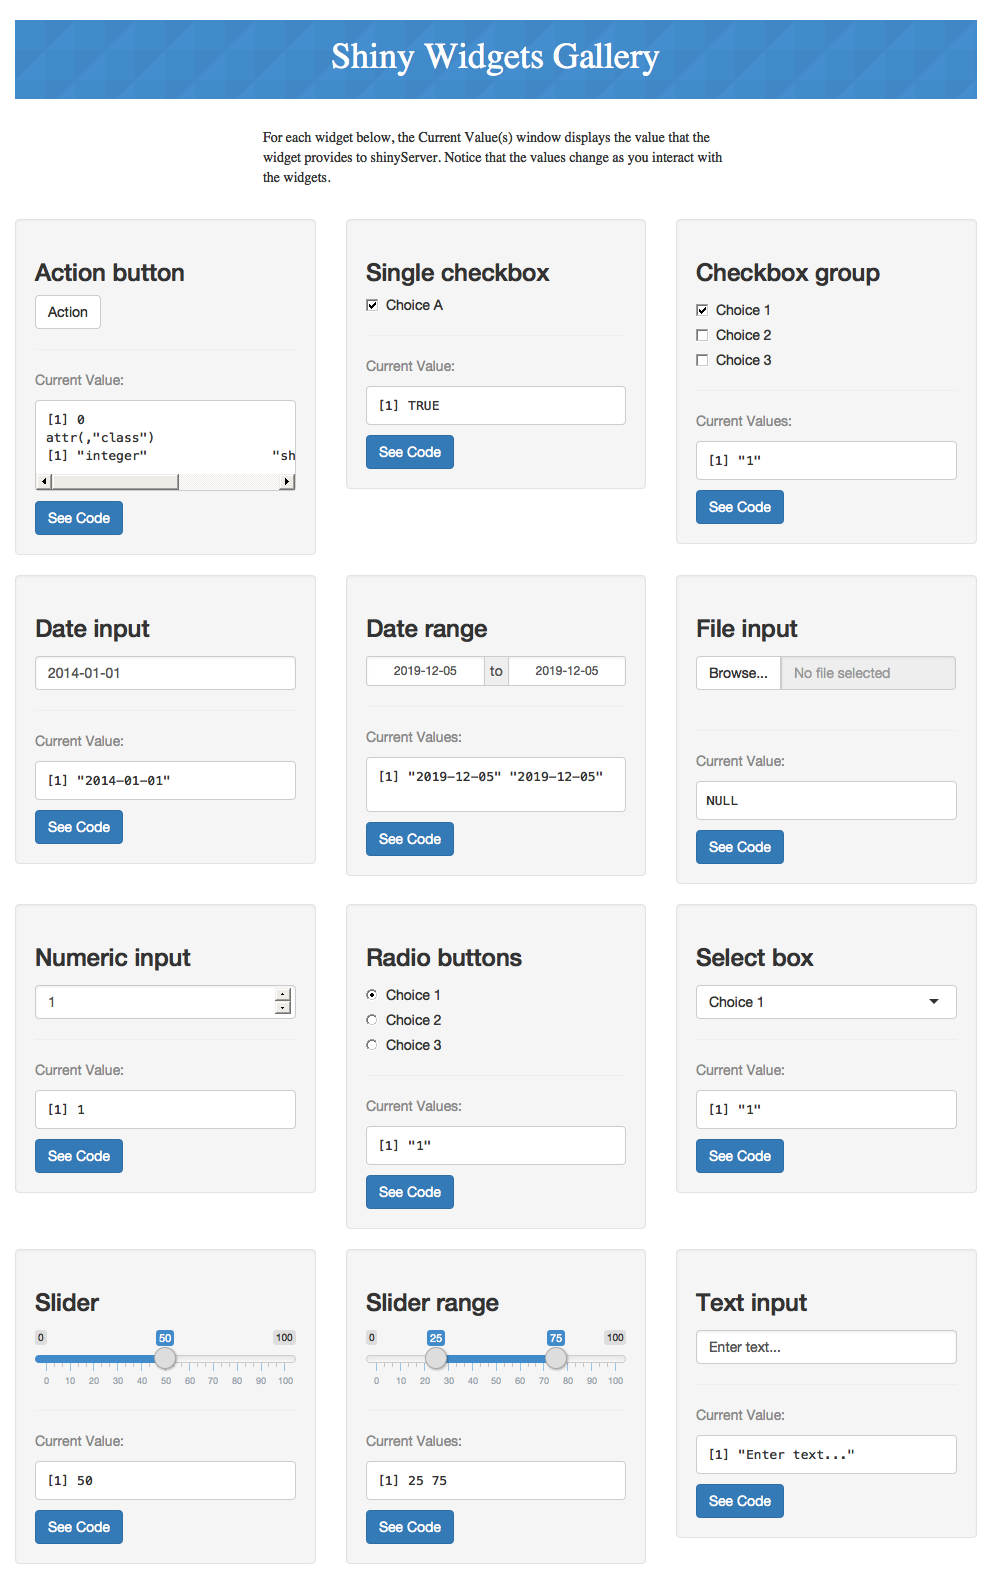 Shiny Widgets Gallery
For each widget below, the Current Value(s) window displays the value that the
widget provides to shinyServer. Notice that the values change as you interact with
the widgets.
Action button
Action
Current Value:
[1] 0
attr(,"class")
[1] "integer" "sh
See Code
Single checkbox
Choice A
Current Value:
[1] TRUE
See Code
Checkbox group
Choice 1
Choice 2
Choice 3
Current Values:
[1] "1"
See Code
Date input
2014-01-01
Current Value:
[1] "2014-01-01"
See Code
Date range
2019-12-05 to 2019-12-05
Current Values:
[1] "2019-12-05" "2019-12-05"
See Code
File input
Browse... No file selected
Current Value:
NULL
See Code
Numeric input
1
Current Value:
[1] 1
See Code
Radio buttons
Choice 1
Choice 2
Choice 3
Current Values:
[1] "1"
See Code
Select box
Choice 1
Current Value:
[1] "1"
See Code
Slider
0 50 100
0 10 20 30 40 50 60 70 80 90 100
Current Value:
[1] 50
See Code
Slider range
0 25 75 100
0 10 20 30 40 50 60 70 80 90 100
Current Values:
[1] 25 75
See Code
Text input
Enter text...
Current Value:
[1] "Enter text..."
See Code